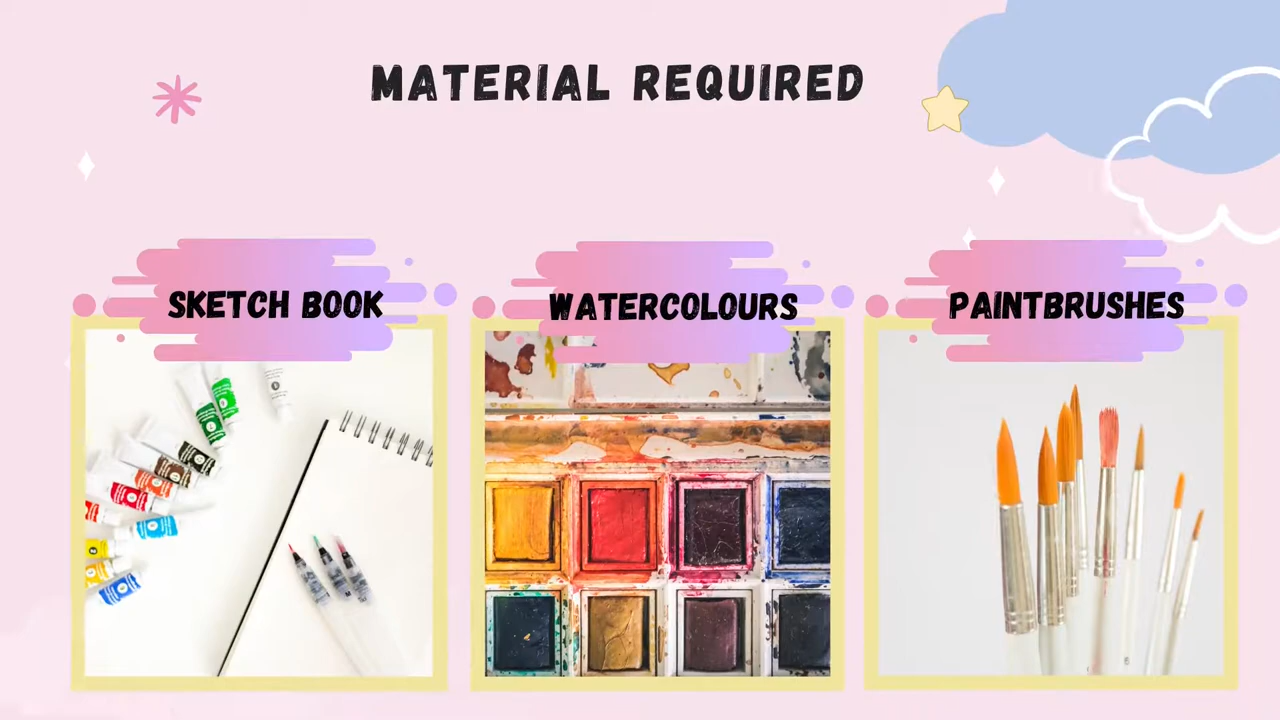 MATERIAL REQUIRED
SKETCH BOOK
WATERCOLOURS
PAINTBRUSHES